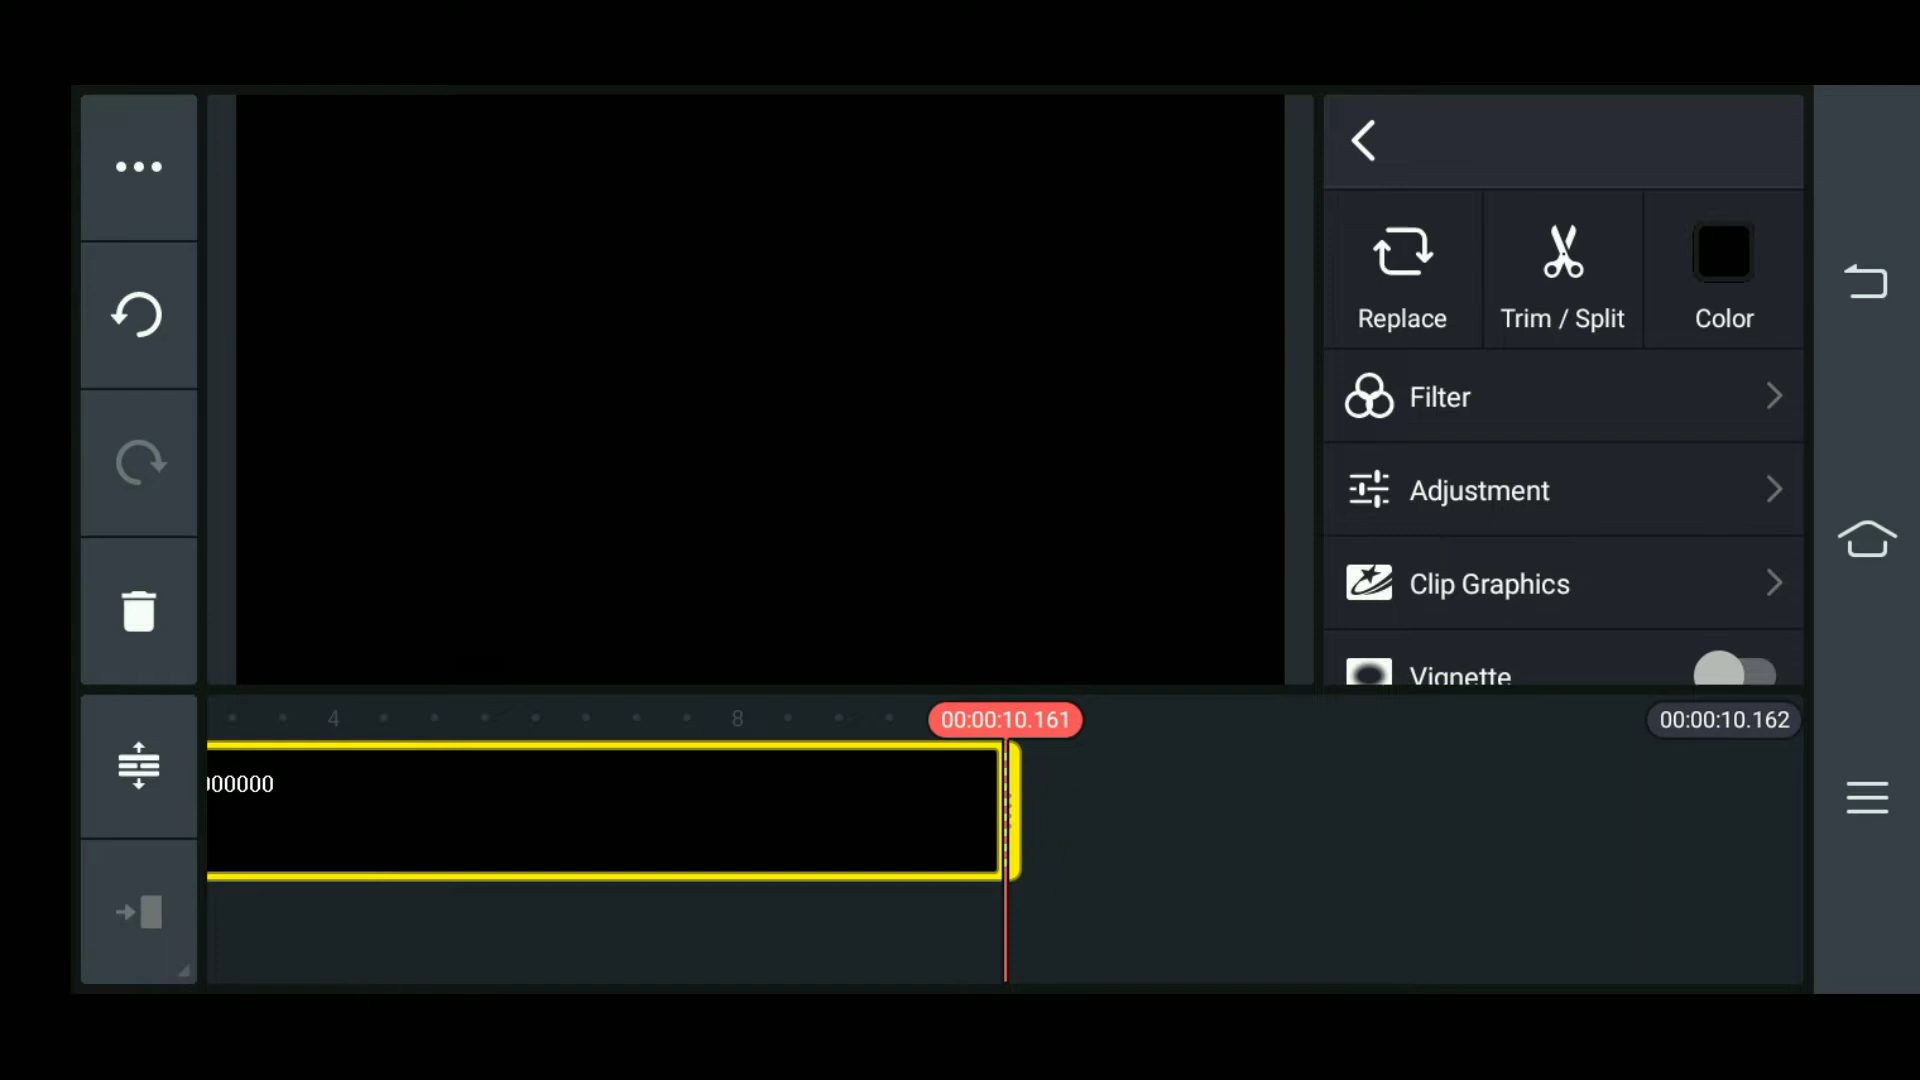 Replace
Trim / Split
Color
Filter
Adjustment
Clip Graphics
Vignette
4
8
00:00:10.161
00:00:10.162
000000